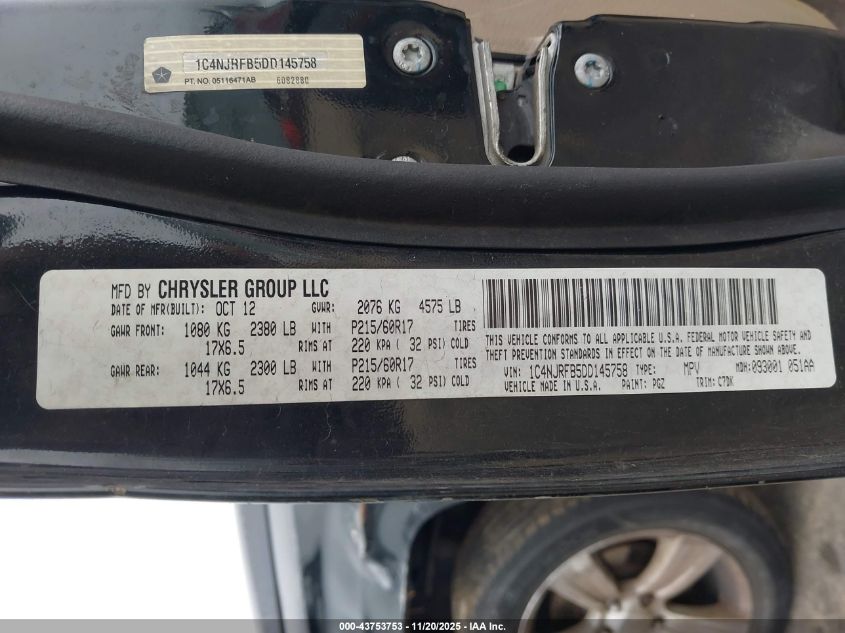 1C4NJRFB5DD145758
PT. NO. 05116471AB 6082880
MFD BY CHRYSLER GROUP LLC
DATE OF MFR(BUILT): OCT 12 GVWR: 2076 KG 4575 LB
GAWR FRONT: 1080 KG 2380 LB WITH P215/60R17 TIRES
17X6.5 RIMS AT 220 KPA ( 32 PSI) COLD
GAWR REAR: 1044 KG 2300 LB WITH P215/60R17 TIRES
17X6.5 RIMS AT 220 KPA ( 32 PSI) COLD
THIS VEHICLE CONFORMS TO ALL APPLICABLE U.S.A. FEDERAL MOTOR VEHICLE SAFETY AND
THEFT PREVENTION STANDARDS IN EFFECT ON THE DATE OF MANUFACTURE SHOWN ABOVE.
VIN: 1C4NJRFB5DD145758 TYPE: MPV MDH: 093001 051AA
VEHICLE MADE IN U.S.A. PAINT: PGZ TRIM: C7DK
000-43753753 - 11/20/2025 - IAA Inc.